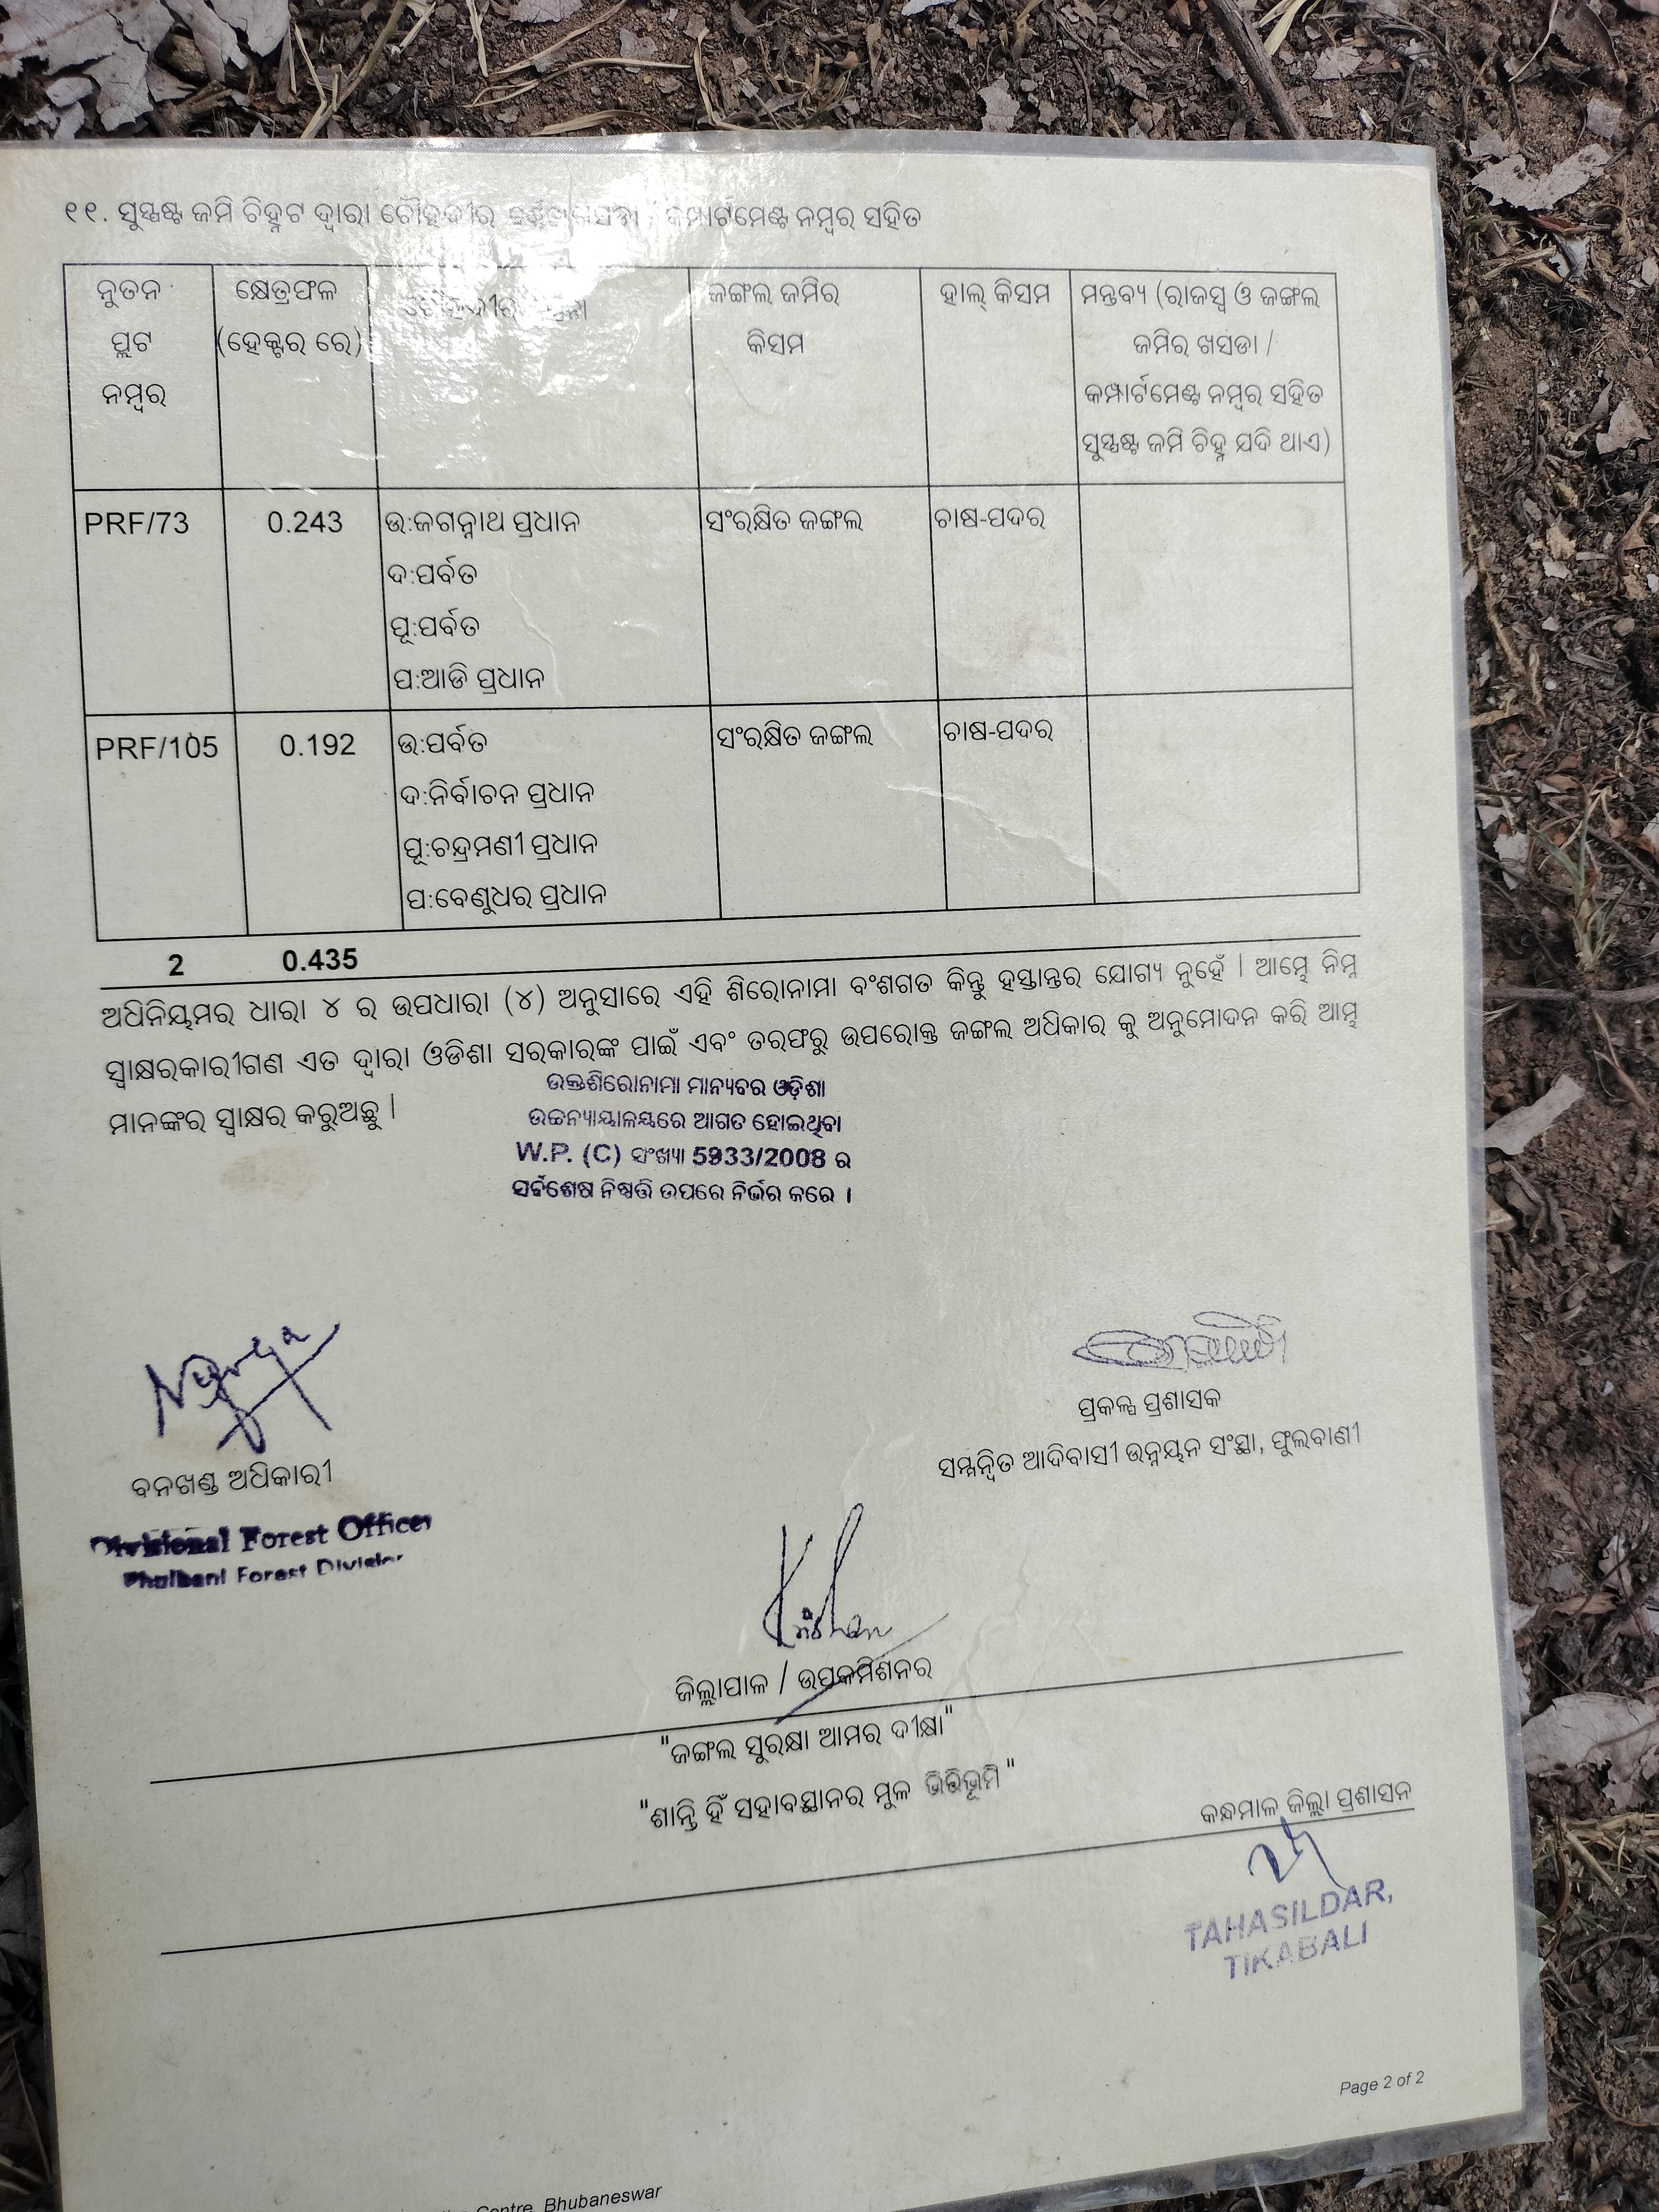 ୧୧. ସୁସ୍ପଷ୍ଟ ଜମି ଚିହ୍ନଟ ଦ୍ୱାରା ଚୌହଦୀର କମ୍ପାର୍ଟମେଣ୍ଟ ନମ୍ବର ସହିତ
ନୁତନ ପ୍ଲଟ ନମ୍ବର
କ୍ଷେତ୍ରଫଳ (ହେକ୍ଟର ରେ)
ଚୌହଦୀର
ଜଙ୍ଗଲ ଜମିର କିସମ
ହାଲ୍ କିସମ
ମନ୍ତବ୍ୟ (ରାଜସ୍ୱ ଓ ଜଙ୍ଗଲ
ଜମିର ଖସଡା /
କମ୍ପାର୍ଟମେଣ୍ଟ ନମ୍ବର ସହିତ
ସୁସ୍ପଷ୍ଟ ଜମି ଚିହ୍ନ ଯଦି ଥାଏ)
PRF/73 0.243 ଉ:ଜଗନ୍ନାଥ ପ୍ରଧାନ ସଂରକ୍ଷିତ ଜଙ୍ଗଲ ଚାଷ-ପଦର
ଦ:ପର୍ବତ
ପୂ:ପର୍ବତ
ପ:ଆଡି ପ୍ରଧାନ
PRF/105 0.192 ଉ:ପର୍ବତ ସଂରକ୍ଷିତ ଜଙ୍ଗଲ ଚାଷ-ପଦର
ଦ:ନିର୍ବାଚନ ପ୍ରଧାନ
ପୂ:ଚନ୍ଦ୍ରମଣୀ ପ୍ରଧାନ
ପ:ବେଣୁଧର ପ୍ରଧାନ
2 0.435
ଅଧିନିୟମର ଧାରା ୪ ର ଉପଧାରା (୪) ଅନୁସାରେ ଏହି ଶିରୋନାମା ବଂଶଗତ କିନ୍ତୁ ହସ୍ତାନ୍ତର ଯୋଗ୍ୟ ନୁହେଁ । ଆମ୍ଭେ ନିମ୍ନ
ସ୍ୱାକ୍ଷରକାରୀଗଣ ଏତ ଦ୍ୱାରା ଓଡିଶା ସରକାରଙ୍କ ପାଇଁ ଏବଂ ତରଫରୁ ଉପରୋକ୍ତ ଜଙ୍ଗଲ ଅଧିକାର କୁ ଅନୁମୋଦନ କରି ଆମ୍ଭ
ମାନଙ୍କର ସ୍ୱାକ୍ଷର କରୁଅଛୁ ।
ଉକ୍ତଶିରୋନାମା ମାନ୍ୟବର ଓଡ଼ିଶା
ଉଚ୍ଚନ୍ୟାୟାଳୟରେ ଆଗତ ହୋଇଥିବା
W.P. (C) ସଂଖ୍ୟା 5933/2008 ର
ସର୍ବଶେଷ ନିଷ୍ପତ୍ତି ଉପରେ ନିର୍ଭର କରେ ।
ପ୍ରକଳ୍ପ ପ୍ରଶାସକ
ସମ୍ମନ୍ୱିତ ଆଦିବାସୀ ଉନ୍ନୟନ ସଂସ୍ଥା, ଫୁଲବାଣୀ
ବନଖଣ୍ଡ ଅଧିକାରୀ
Divisional Forest Officer
Phulbani Forest Division
ଜିଲ୍ଲାପାଳ / ଉପକମିଶନର
"ଜଙ୍ଗଲ ସୁରକ୍ଷା ଆମର ଦୀକ୍ଷା"
"ଶାନ୍ତି ହିଁ ସହାବସ୍ଥାନର ମୁଳ ଭିତ୍ତିଭୂମି"
କନ୍ଧମାଳ ଜିଲ୍ଲା ପ୍ରଶାସନ
TAHASILDAR,
TIKABALI
Page 2 of 2
Centre, Bhubaneswar